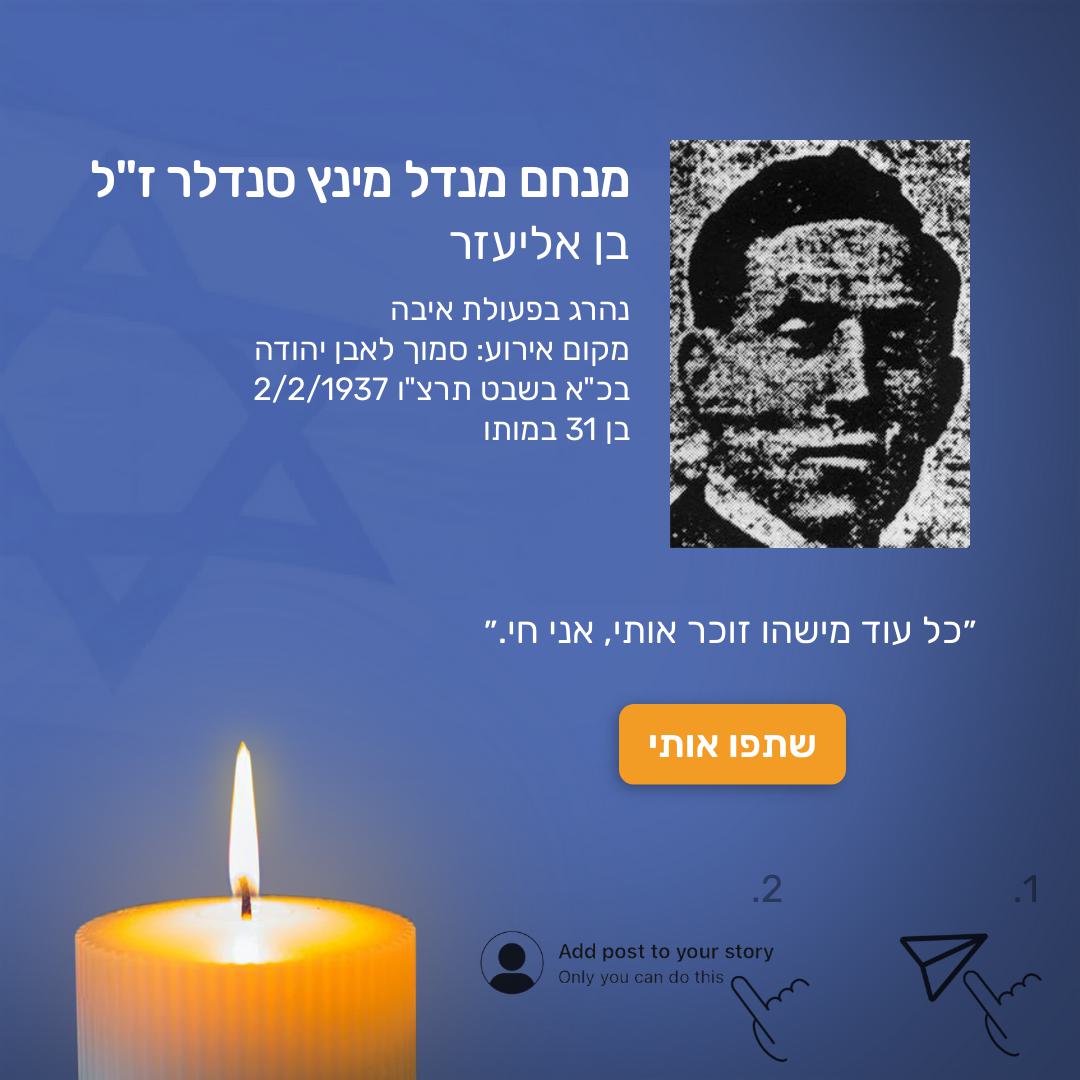 מנחם מנדל מינץ סנדלר ז"ל
בן אליעזר
נהרג בפעולת איבה
מקום אירוע: סמוך לאבן יהודה
בכ"א בשבט תרצ"ו 2/2/1937
בן 31 במותו
״כל עוד מישהו זוכר אותי, אני חי.״
שתפו אותי
.1
.2
Add post to your story
Only you can do this